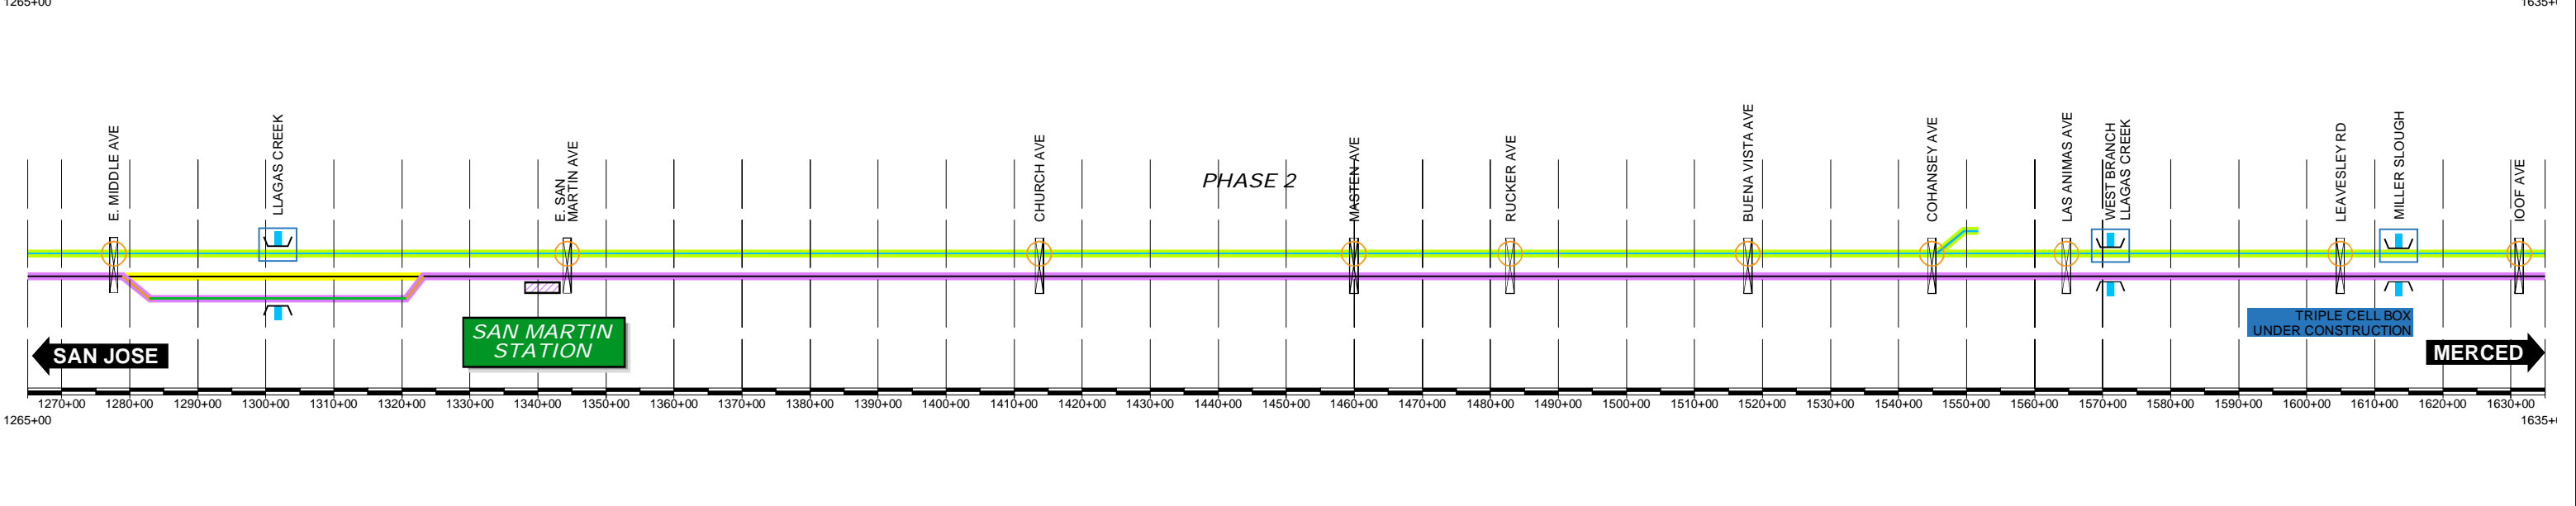 1265+00
1635+
E. MIDDLE AVE
LLAGAS CREEK
E. SAN
MARTIN AVE
CHURCH AVE
PHASE 2
MASTEN AVE
RUCKER AVE
BUENA VISTA AVE
COHANSEY AVE
LAS ANIMAS AVE
WEST BRANCH
LLAGAS CREEK
LEAVESLEY RD
MILLER SLOUGH
IOOF AVE
TRIPLE CELL BOX
UNDER CONSTRUCTION
SAN MARTIN
STATION
SAN JOSE
MERCED
1270+00 1280+00 1290+00 1300+00 1310+00 1320+00 1330+00 1340+00 1350+00 1360+00 1370+00 1380+00 1390+00 1400+00 1410+00 1420+00 1430+00 1440+00 1450+00 1460+00 1470+00 1480+00 1490+00 1500+00 1510+00 1520+00 1530+00 1540+00 1550+00 1560+00 1570+00 1580+00 1590+00 1600+00 1610+00 1620+00 1630+00
1265+00
1635+